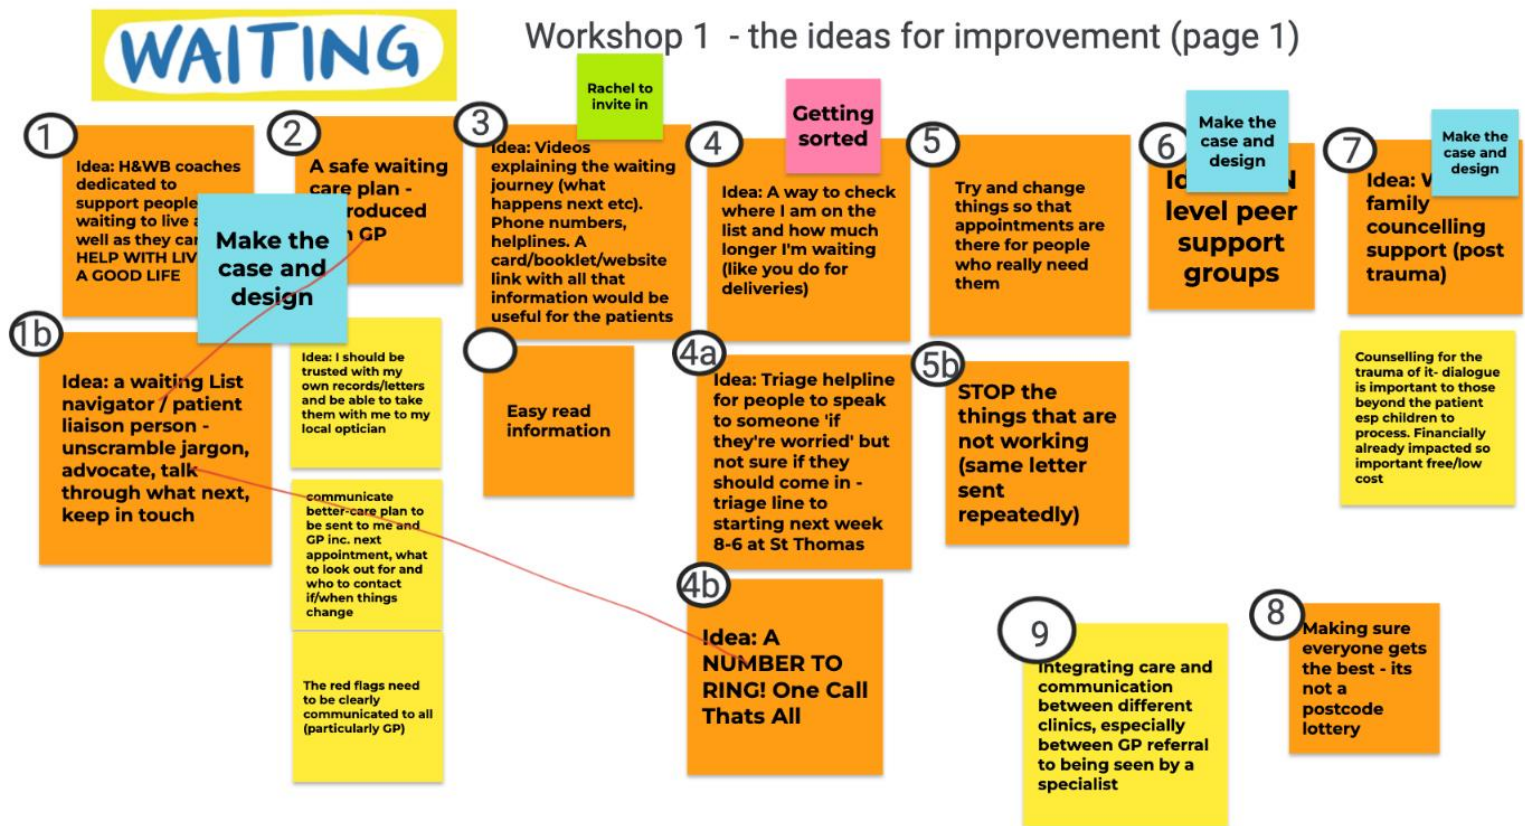 WAITING
Workshop 1 - the ideas for improvement (page 1)
1
Idea: H&WB coaches
dedicated to
support people
waiting to live
well as they
HELP WITH
A GOOD LIFE
Make the
case and
design
2
A safe waiting
care plan -
GP
1b
Idea: a waiting List
navigator / patient
liaison person -
unscramble jargon,
advocate, talk
through what next,
keep in touch
Idea: I should be
trusted with my
own records/letters
and be able to take
them with me to my
local optician
communicate
better-care plan to
be sent to me and
GP inc. next
appointment, what
to look out for and
who to contact
if/when things
change
The red flags need
to be clearly
communicated to all
(particularly GP)
Rachel to
invite in
3
Idea: Videos
explaining the waiting
journey (what
happens next etc).
Phone numbers,
helplines. A
card/booklet/website
link with all that
information would be
useful for the patients
Easy read
information
Getting
sorted
4
Idea: A way to check
where I am on the
list and how much
longer I'm waiting
(like you do for
deliveries)
4a
Idea: Triage helpline
for people to speak
to someone 'if
they're worried' but
not sure if they
should come in -
triage line to
starting next week
8-6 at St Thomas
4b
Idea: A
NUMBER TO
RING! One Call
Thats All
5
Try and change
things so that
appointments are
there for people
who really need
them
5b
STOP the
things that are
not working
(same letter
sent
repeatedly)
6
Make the
case and
design
level peer
support
groups
7
Make the
case and
design
Idea:
family
councelling
support (post
trauma)
Counselling for the
trauma of it- dialogue
is important to those
beyond the patient
esp children to
process. Financially
already impacted so
important free/low
cost
9
Integrating care and
communication
between different
clinics, especially
between GP referral
to being seen by a
specialist
8
Making sure
everyone gets
the best - its
not a
postcode
lottery